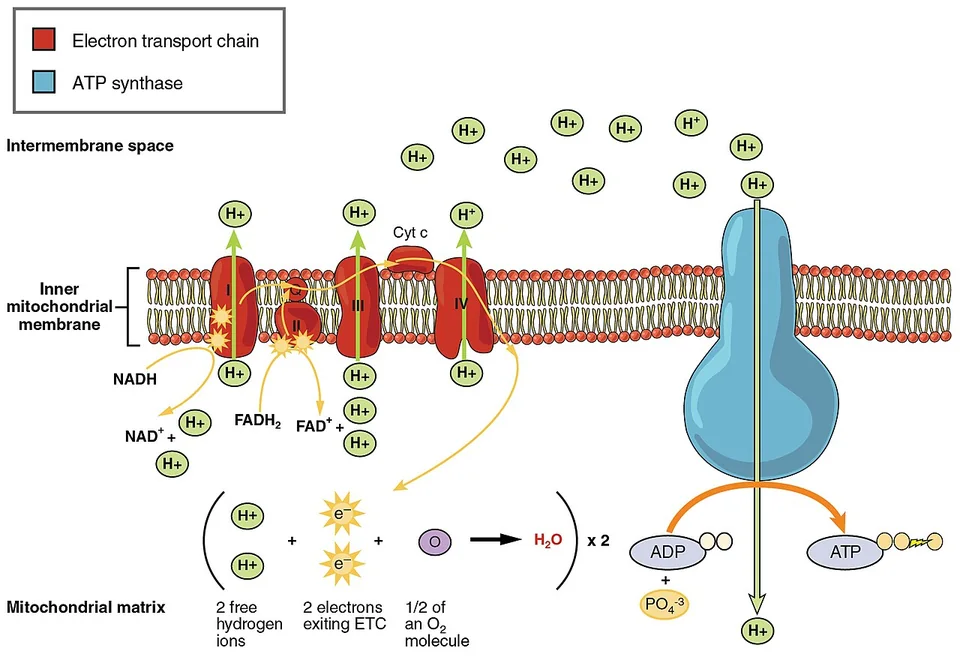 Electron transport chain
ATP synthase
Intermembrane space
H+
H+
H+
H+
H+
H+
H+
H+
H+
H+
H+
H+
H+
Cyt c
Inner
mitochondrial
membrane
I
Q
II
III
IV
H+
H+
H+
NADH
FADH₂
FAD⁺ +
H+
H+
NAD⁺ +
H+
H+
H+
H+
+
e⁻
e⁻
+
O
H₂O
x 2
ADP
+
PO₄⁻³
ATP
H+
Mitochondrial matrix
2 free
hydrogen
ions
2 electrons
exiting ETC
1/2 of
an O₂
molecule